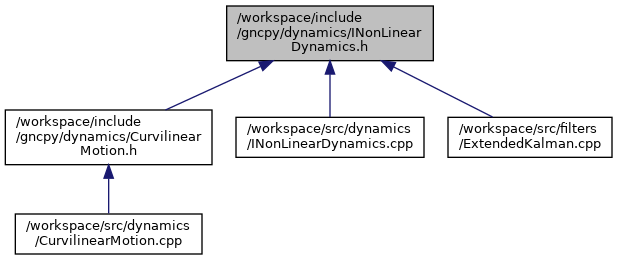 /workspace/include
/gncpy/dynamics/INonLinear
Dynamics.h
/workspace/include
/gncpy/dynamics/Curvilinear
Motion.h
/workspace/src/dynamics
/INonLinearDynamics.cpp
/workspace/src/filters
/ExtendedKalman.cpp
/workspace/src/dynamics
/CurvilinearMotion.cpp